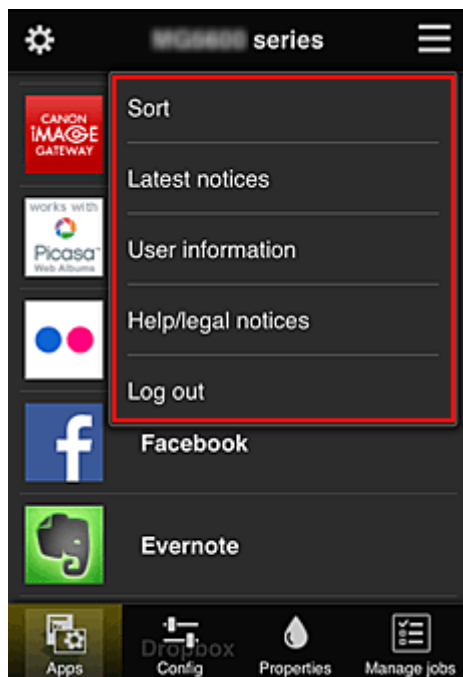 series
CANON
iMAGE
GATEWAY
Sort
Latest notices
works with
Picasa™
Web Albums
User information
Help/legal notices
Log out
Facebook
Evernote
Dropbox
Apps
Config
Properties
Manage jobs